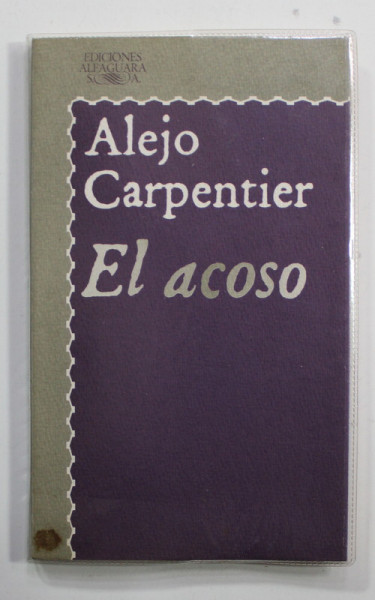 EDICIONES
ALFAGUARA
S. A.
Alejo
Carpentier
El acoso